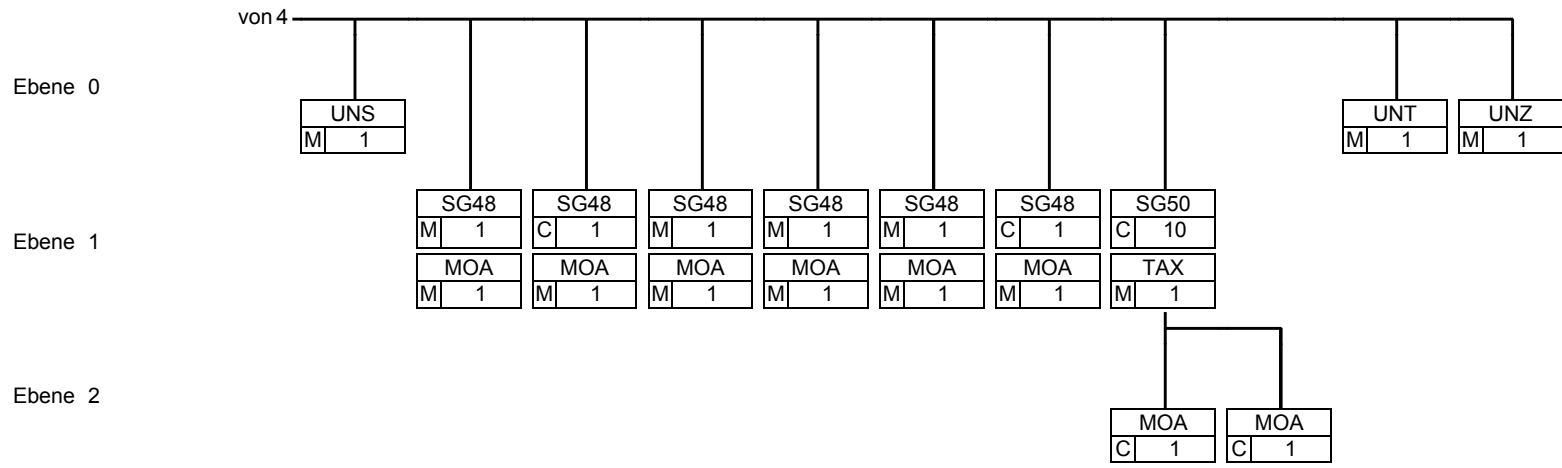 von 4
Ebene 0
UNS UNT UNZ
M 1 M 1 M 1
SG48 SG48 SG48 SG48 SG48 SG48 SG50
M 1 C 1 M 1 M 1 M 1 C 1 C 10
Ebene 1
MOA MOA MOA MOA MOA MOA TAX
M 1 M 1 M 1 M 1 M 1 M 1 M 1
Ebene 2
MOA MOA
C 1 C 1